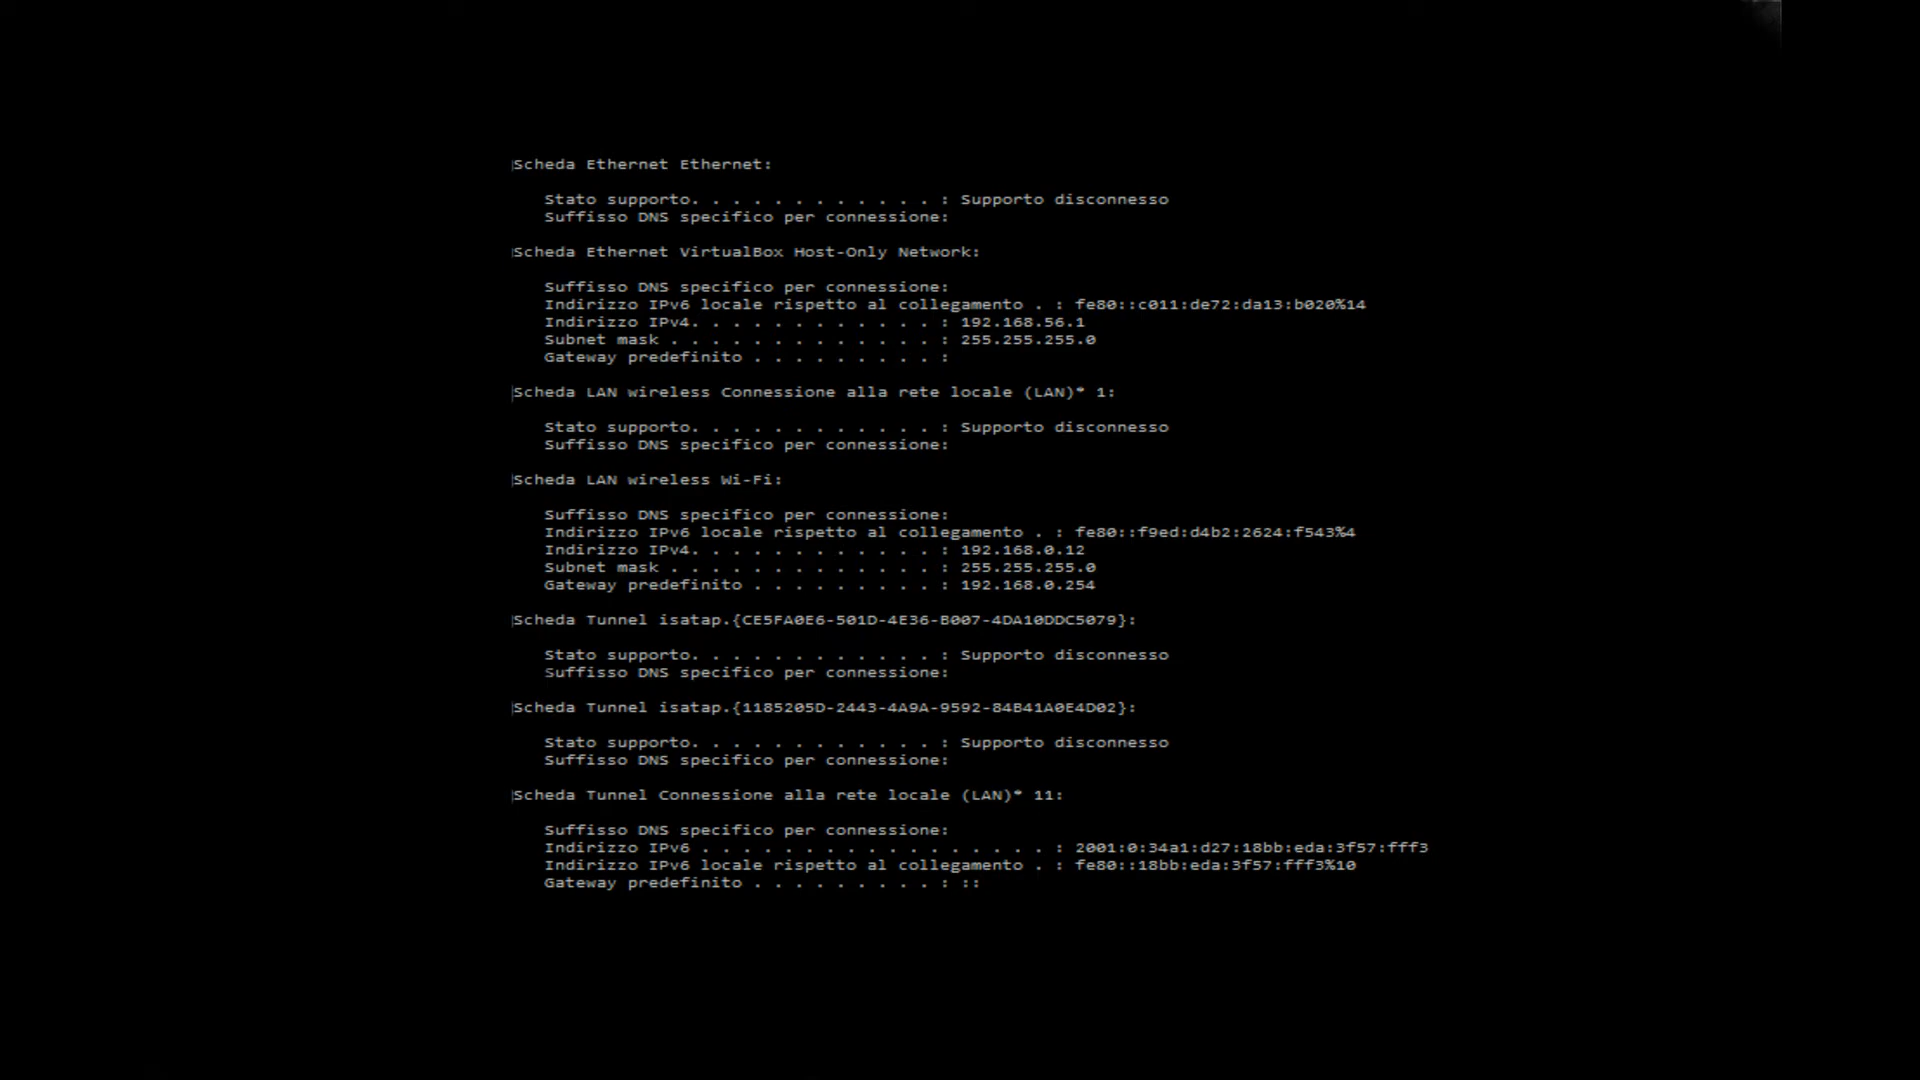 Scheda Ethernet Ethernet:
Stato supporto. . . . . . . . . . . . : Supporto disconnesso
Suffisso DNS specifico per connessione:
Scheda Ethernet VirtualBox Host-Only Network:
Suffisso DNS specifico per connessione:
Indirizzo IPv6 locale rispetto al collegamento . : fe80::c011:de72:da13:b020%14
Indirizzo IPv4. . . . . . . . . . . . : 192.168.56.1
Subnet mask . . . . . . . . . . . . . : 255.255.255.0
Gateway predefinito . . . . . . . . . :
Scheda LAN wireless Connessione alla rete locale (LAN)* 1:
Stato supporto. . . . . . . . . . . . : Supporto disconnesso
Suffisso DNS specifico per connessione:
Scheda LAN wireless Wi-Fi:
Suffisso DNS specifico per connessione:
Indirizzo IPv6 locale rispetto al collegamento . : fe80::f9ed:d4b2:2624:f543%4
Indirizzo IPv4. . . . . . . . . . . . : 192.168.0.12
Subnet mask . . . . . . . . . . . . . : 255.255.255.0
Gateway predefinito . . . . . . . . . : 192.168.0.254
Scheda Tunnel isatap.{CE5FA0E6-501D-4E36-B007-4DA10DDC5079}:
Stato supporto. . . . . . . . . . . . : Supporto disconnesso
Suffisso DNS specifico per connessione:
Scheda Tunnel isatap.{1185205D-2443-4A9A-9592-84B41A0E4D02}:
Stato supporto. . . . . . . . . . . . : Supporto disconnesso
Suffisso DNS specifico per connessione:
Scheda Tunnel Connessione alla rete locale (LAN)* 11:
Suffisso DNS specifico per connessione:
Indirizzo IPv6 . . . . . . . . . . . . . . . . . : 2001:0:34a1:d27:18bb:eda:3f57:fff3
Indirizzo IPv6 locale rispetto al collegamento . : fe80::18bb:eda:3f57:fff3%10
Gateway predefinito . . . . . . . . . : ::